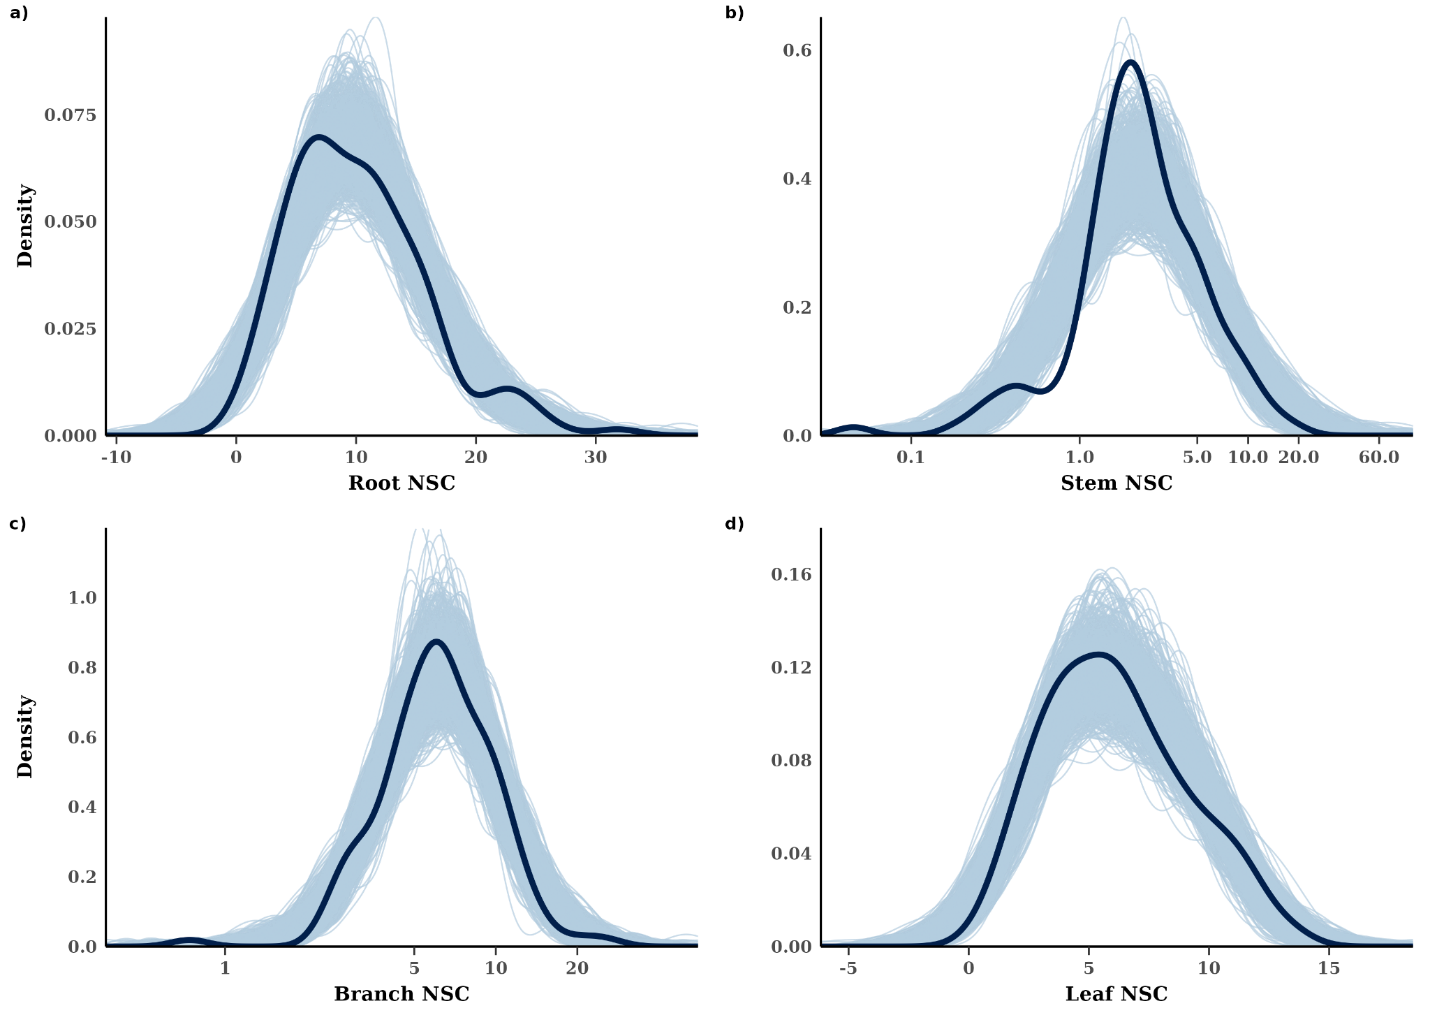 a)
Density
0.075
0.050
0.025
0.000
-10 0 10 20 30
Root NSC
b)
0.6
0.4
0.2
0.0
0.1 1.0 5.0 10.0 20.0 60.0
Stem NSC
c)
Density
1.0
0.8
0.6
0.4
0.2
0.0
1 5 10 20
Branch NSC
d)
0.16
0.12
0.08
0.04
0.00
-5 0 5 10 15
Leaf NSC